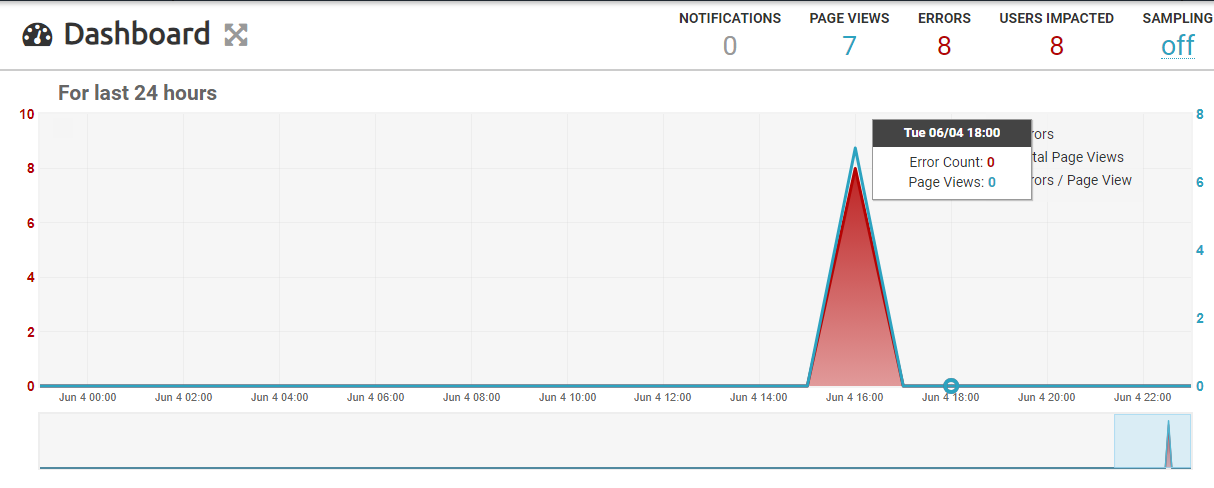 Dashboard
NOTIFICATIONS PAGE VIEWS ERRORS USERS IMPACTED SAMPLING
0 7 8 8 off
For last 24 hours
10 8
Tue 06/04 18:00
Error Count: 0
Page Views: 0
rors
tal Page Views
rors / Page View
8 6
6 4
4 2
2 0
0
Jun 4 00:00 Jun 4 02:00 Jun 4 04:00 Jun 4 06:00 Jun 4 08:00 Jun 4 10:00 Jun 4 12:00 Jun 4 14:00 Jun 4 16:00 Jun 4 18:00 Jun 4 20:00 Jun 4 22:00